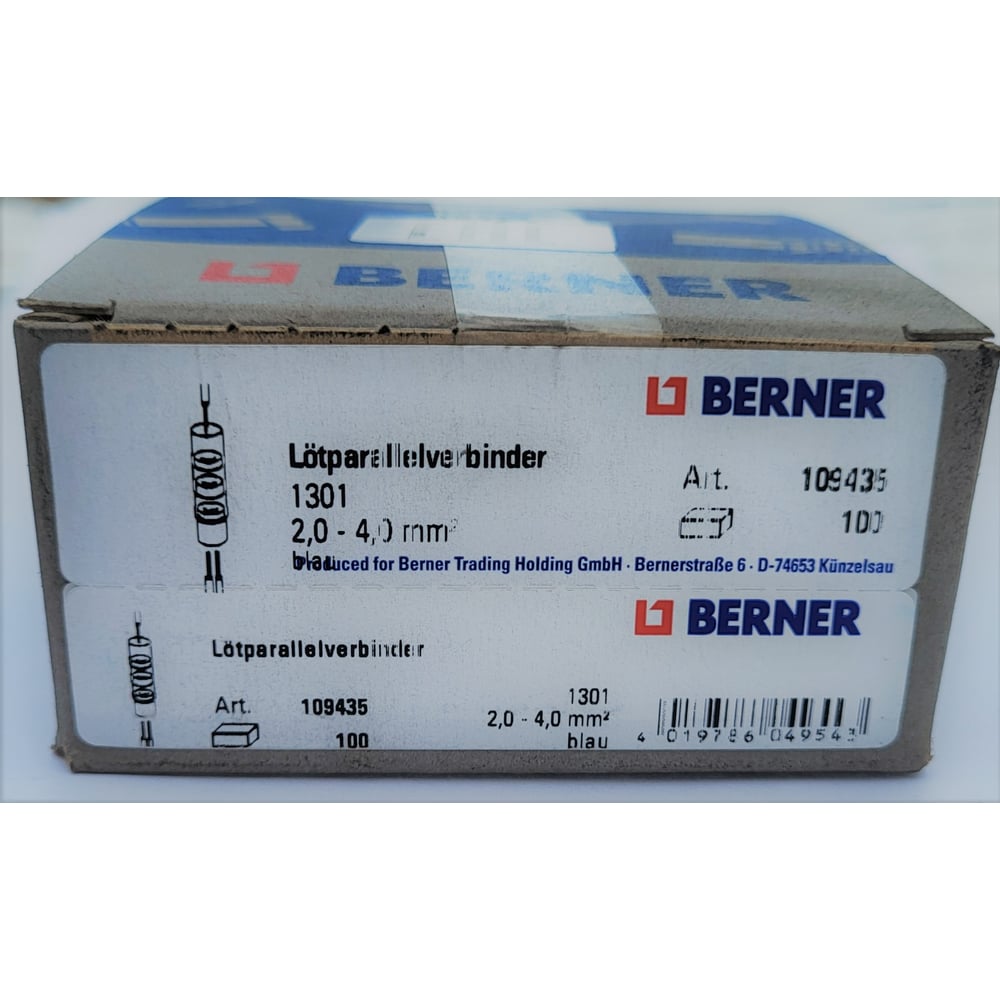 BERNER
BERNER
Lötparallelverbinder
1301
2,0 - 4,0 mm²
blau
Art. 109435
100
Produced for Berner Trading Holding GmbH · Bernerstraße 6 · D-74653 Künzelsau
BERNER
Lötparallelverbinder
Art. 109435
100
1301
2,0 - 4,0 mm²
blau
4 019786 049543